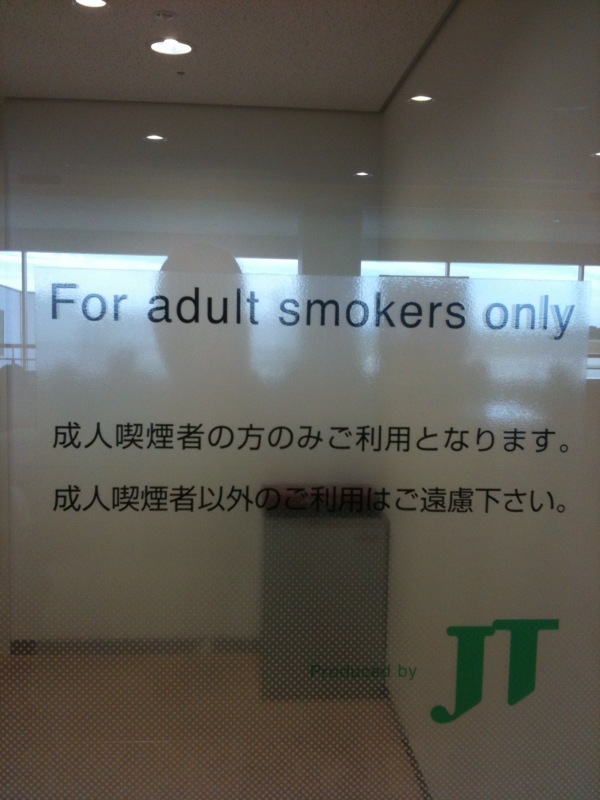 For adult smokers only
成人喫煙者の方のみご利用となります。
成人喫煙者以外のご利用はご遠慮下さい。
Produced by JT